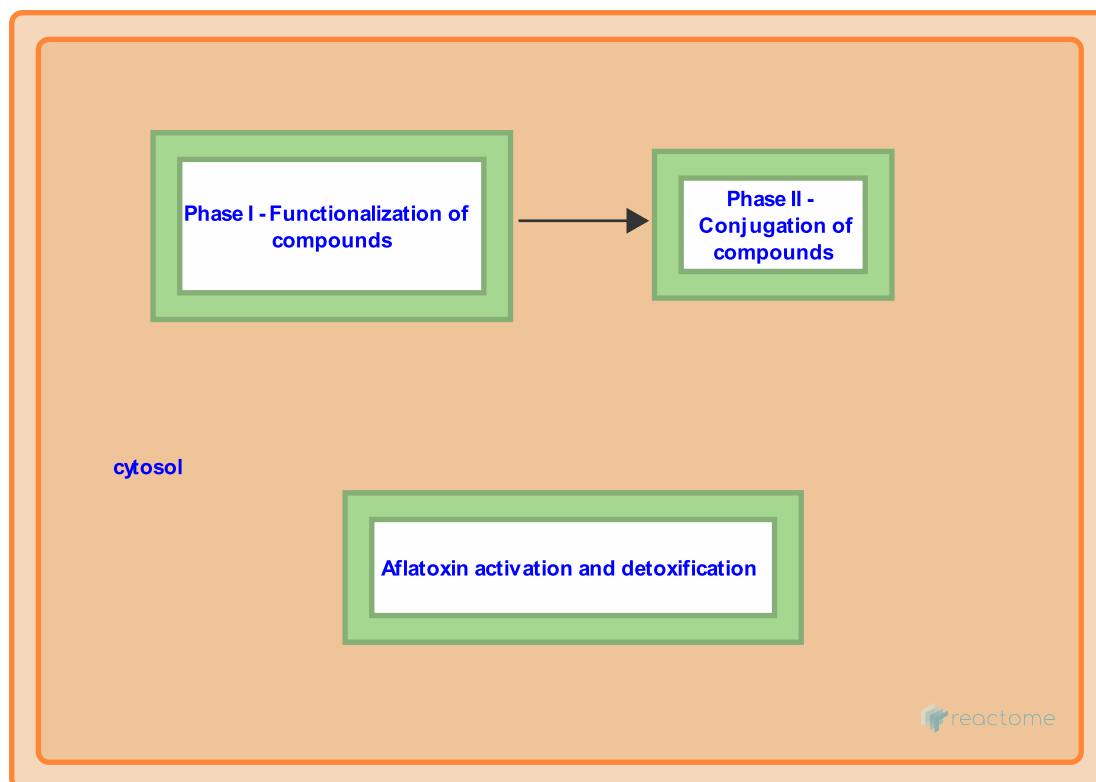 Phase I - Functionalization of
compounds
Phase II -
Conjugation of
compounds
cytosol
Aflatoxin activation and detoxification
reactome